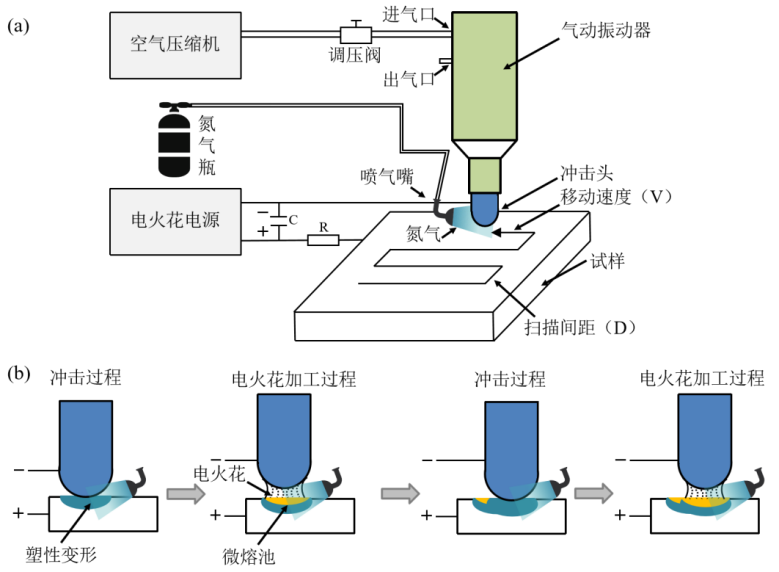 (a)
空气压缩机
调压阀
进气口
出气口
气动振动器
氮
气
瓶
喷气嘴
冲击头
移动速度（V）
电火花电源
−
C
+
R
氮气
试样
扫描间距（D）
(b)
冲击过程
电火花加工过程
冲击过程
电火花加工过程
−
−
−
−
电火花
+
+
+
+
塑性变形
微熔池